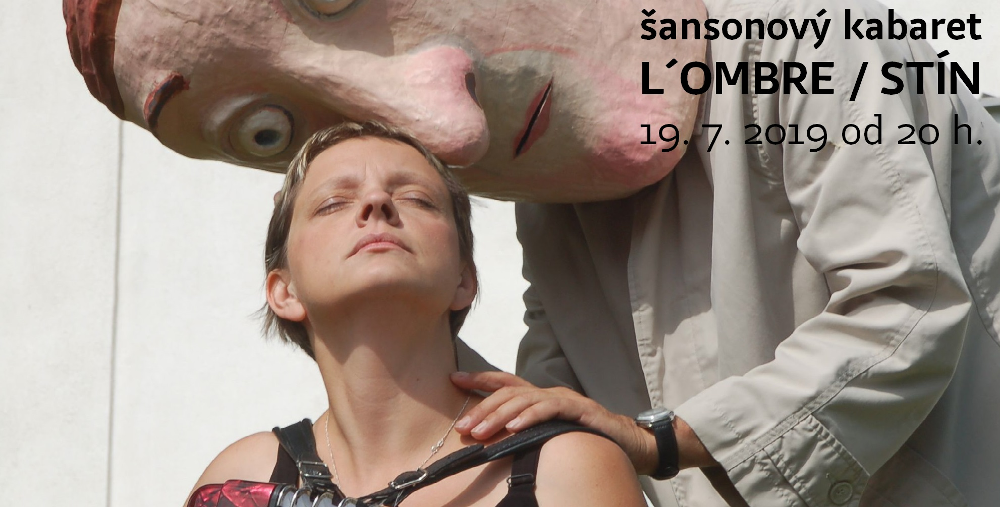 šansonový kabaret
L´OMBRE / STÍN
19. 7. 2019 od 20 h.